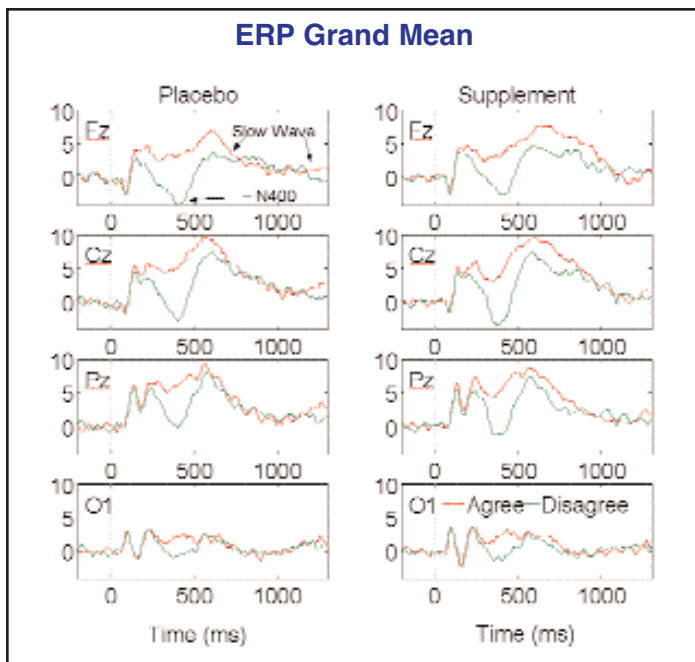 ERP Grand Mean
Placebo Supplement
10 10
Fz Slow Wave Fz
5 5
0 0
N400
0 500 1000 0 500 1000
10 10
Cz Cz
5 5
0 0
0 500 1000 0 500 1000
10 10
Pz Pz
5 5
0 0
0 500 1000 0 500 1000
10 10
O1 O1 Agree Disagree
5 5
0 0
0 500 1000 0 500 1000
Time (ms) Time (ms)